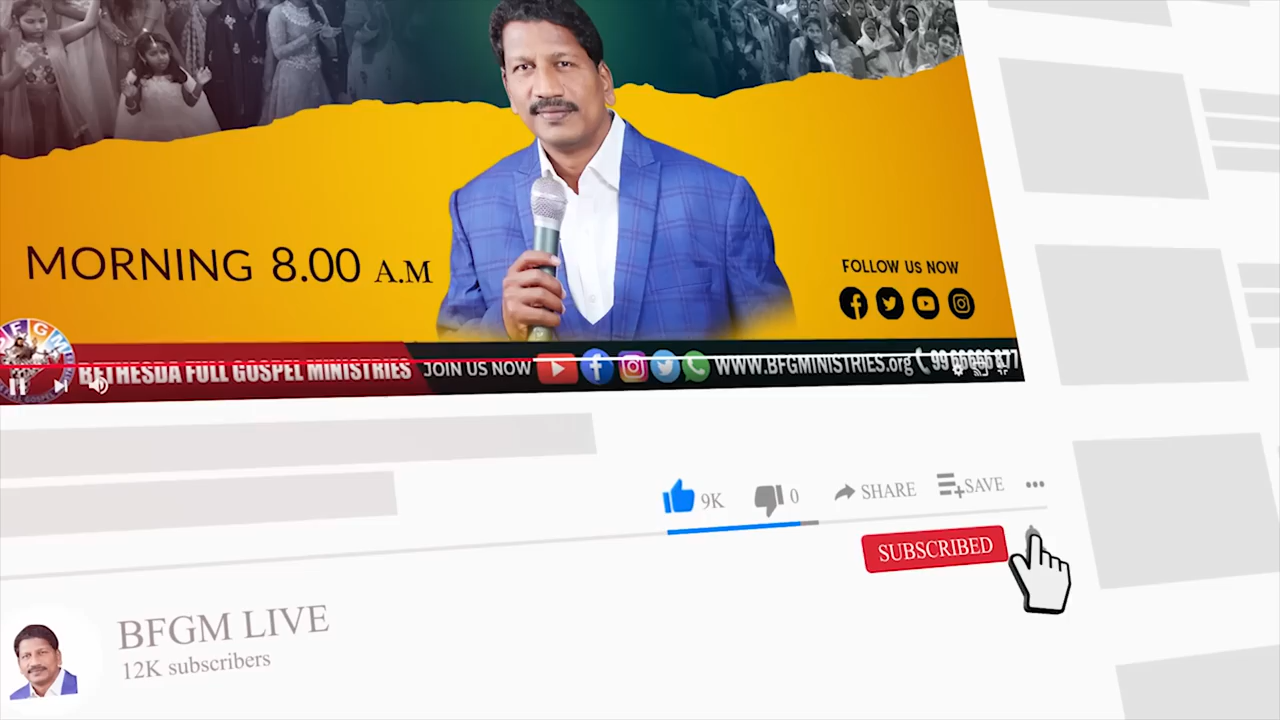 MORNING 8.00 A.M
FOLLOW US NOW
BFGM
BETHESDA FULL GOSPEL MINISTRIES
JOIN US NOW
WWW.BFGMINISTRIES.org
9K
0
SHARE
SAVE
SUBSCRIBED
BFGM LIVE
12K subscribers